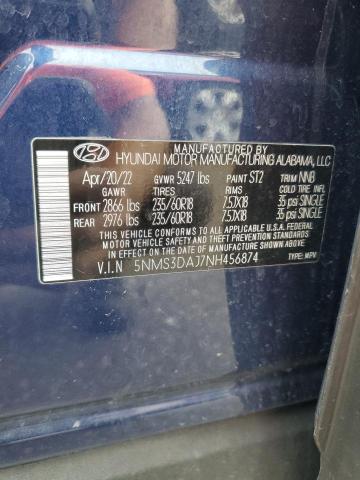 MANUFACTURED BY
HYUNDAI MOTOR MANUFACTURING ALABAMA, LLC
Apr/20/22 GVWR 5247 lbs PAINT ST2 TRIM NNB
GAWR TIRES RIMS COLD TIRE INFL
FRONT 2866 lbs 235/60R18 7.5JX18 35 psi SINGLE
GAWR
REAR 2976 lbs 235/60R18 7.5JX18 35 psi SINGLE
THIS VEHICLE CONFORMS TO ALL APPLICABLE FEDERAL MOTOR
VEHICLE SAFETY, BUMPER, AND THEFT PREVENTION STANDARDS
IN EFFECT ON THE DATE OF MANUFACTURE SHOWN ABOVE.
V.I.N 5NMS3DAJ7NH456874 TYPE: MPV